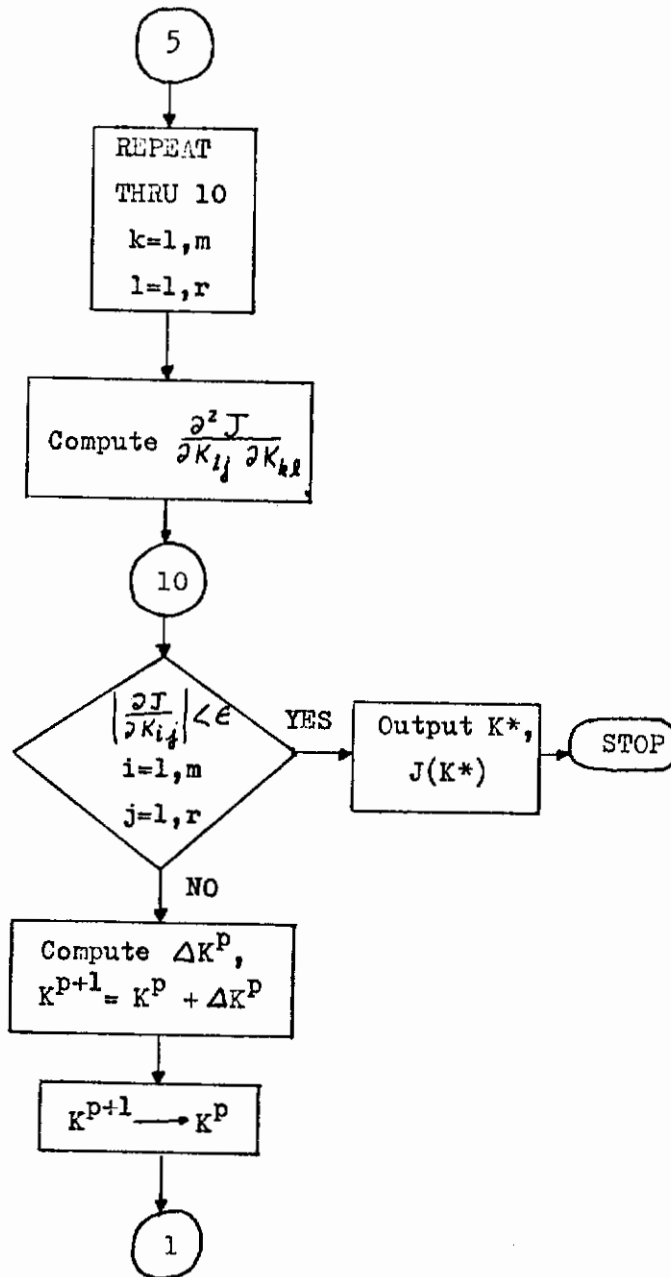 5
REPEAT
THRU 10
k=1,m
l=1,r
Compute ∂²J / ∂K_ij ∂K_kl
10
|∂J / ∂K_ij| < ϵ
i=1,m
j=1,r
YES
Output K*,
J(K*)
STOP
NO
Compute ΔK^p,
K^p+1 = K^p + ΔK^p
K^p+1 → K^p
1